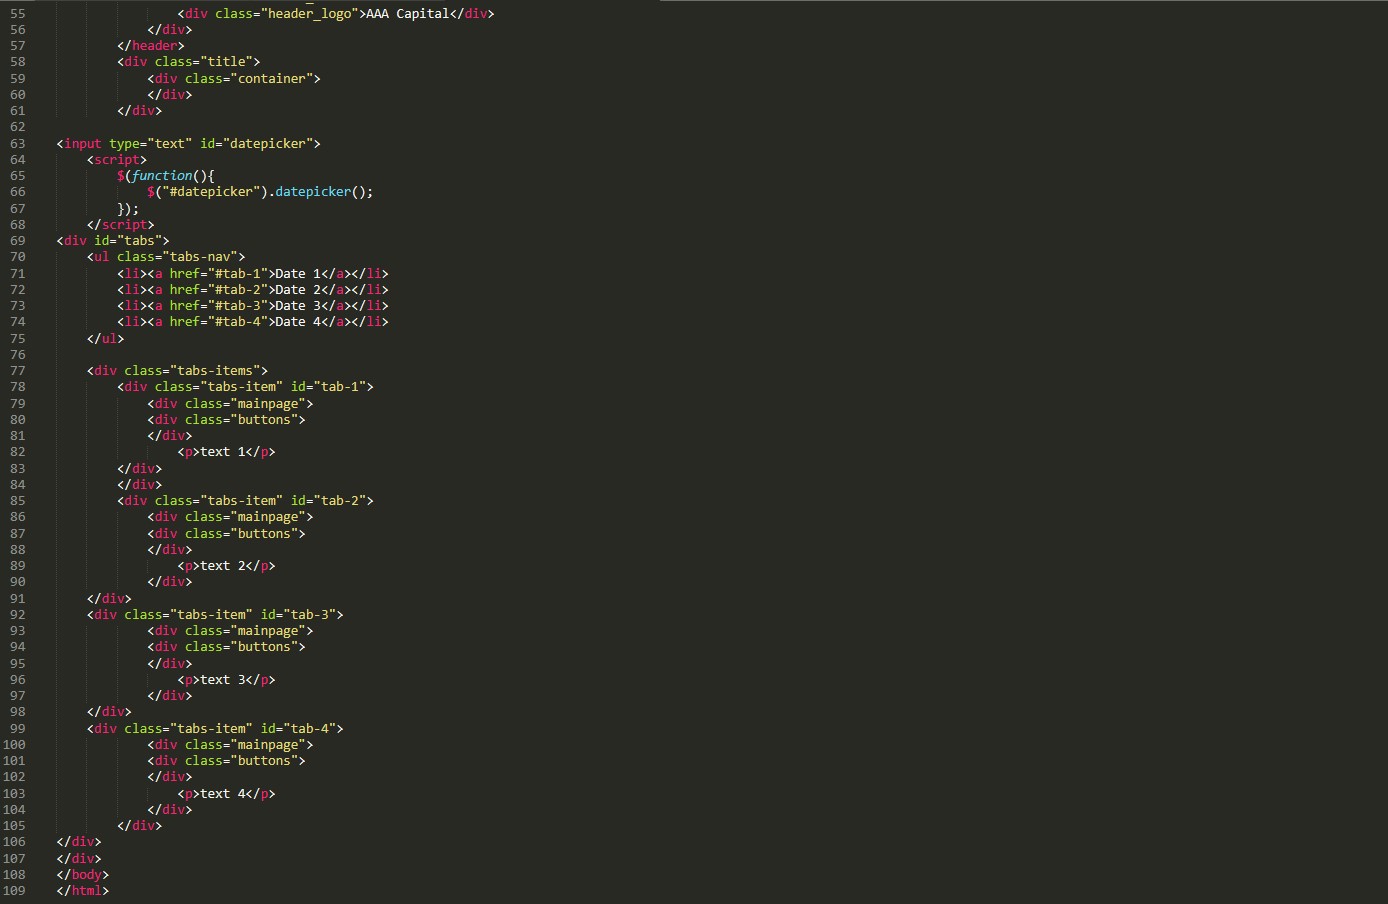 55 <div class="header_logo">AAA Capital</div>
56 </div>
57 </header>
58 <div class="title">
59 <div class="container">
60 </div>
61 </div>
62
63 <input type="text" id="datepicker">
64 <script>
65 $(function(){
66 $("#datepicker").datepicker();
67 });
68 </script>
69 <div id="tabs">
70 <ul class="tabs-nav">
71 <li><a href="#tab-1">Date 1</a></li>
72 <li><a href="#tab-2">Date 2</a></li>
73 <li><a href="#tab-3">Date 3</a></li>
74 <li><a href="#tab-4">Date 4</a></li>
75 </ul>
76
77 <div class="tabs-items">
78 <div class="tabs-item" id="tab-1">
79 <div class="mainpage">
80 <div class="buttons">
81 </div>
82 <p>text 1</p>
83 </div>
84 </div>
85 <div class="tabs-item" id="tab-2">
86 <div class="mainpage">
87 <div class="buttons">
88 </div>
89 <p>text 2</p>
90 </div>
91 </div>
92 <div class="tabs-item" id="tab-3">
93 <div class="mainpage">
94 <div class="buttons">
95 </div>
96 <p>text 3</p>
97 </div>
98 </div>
99 <div class="tabs-item" id="tab-4">
100 <div class="mainpage">
101 <div class="buttons">
102 </div>
103 <p>text 4</p>
104 </div>
105 </div>
106 </div>
107 </div>
108 </body>
109 </html>